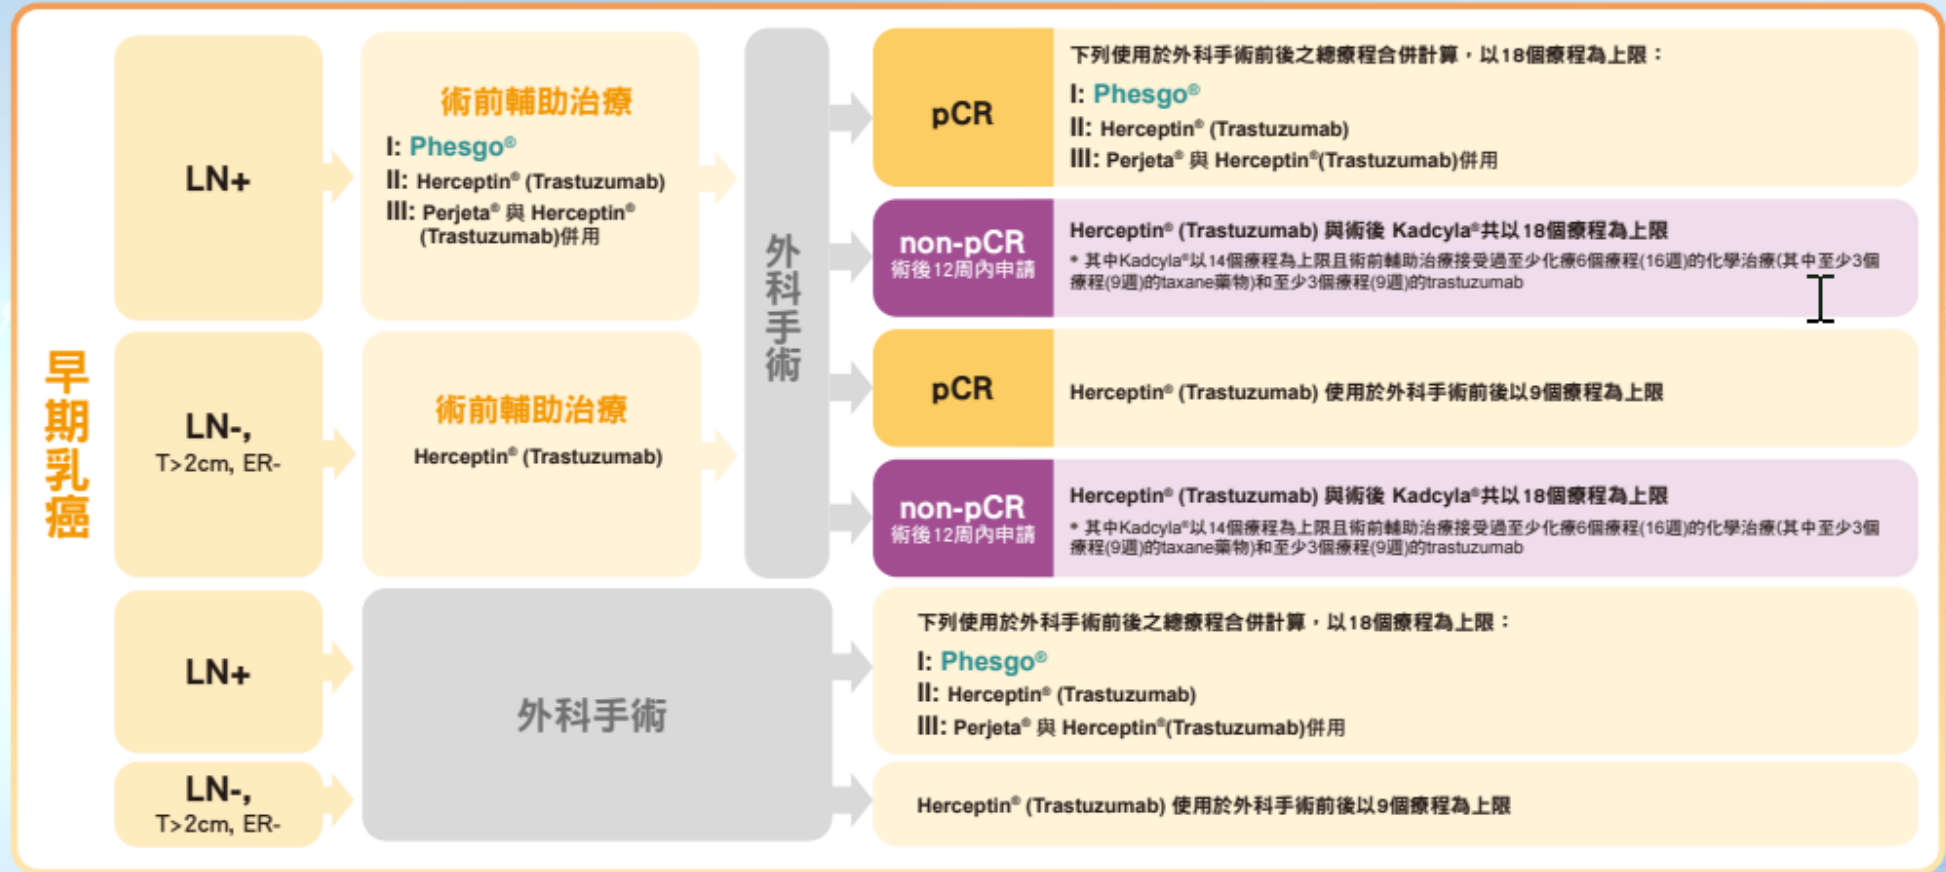 早期乳癌
LN+
術前輔助治療
I: Phesgo®
II: Herceptin® (Trastuzumab)
III: Perjeta® 與 Herceptin®
(Trastuzumab)併用
LN-,
T>2cm, ER-
術前輔助治療
Herceptin® (Trastuzumab)
外科手術
pCR
下列使用於外科手術前後之總療程合併計算，以18個療程為上限：
I: Phesgo®
II: Herceptin® (Trastuzumab)
III: Perjeta® 與 Herceptin®(Trastuzumab)併用
non-pCR
術後12周內申請
Herceptin® (Trastuzumab) 與術後 Kadcyla®共以18個療程為上限
* 其中Kadcyla®以14個療程為上限且術前輔助治療接受過至少化療6個療程(16週)的化學治療(其中至少3個
療程(9週)的taxane藥物)和至少3個療程(9週)的trastuzumab
pCR
Herceptin® (Trastuzumab) 使用於外科手術前後以9個療程為上限
non-pCR
術後12周內申請
Herceptin® (Trastuzumab) 與術後 Kadcyla®共以18個療程為上限
* 其中Kadcyla®以14個療程為上限且術前輔助治療接受過至少化療6個療程(16週)的化學治療(其中至少3個
療程(9週)的taxane藥物)和至少3個療程(9週)的trastuzumab
LN+
外科手術
下列使用於外科手術前後之總療程合併計算，以18個療程為上限：
I: Phesgo®
II: Herceptin® (Trastuzumab)
III: Perjeta® 與 Herceptin®(Trastuzumab)併用
LN-,
T>2cm, ER-
Herceptin® (Trastuzumab) 使用於外科手術前後以9個療程為上限